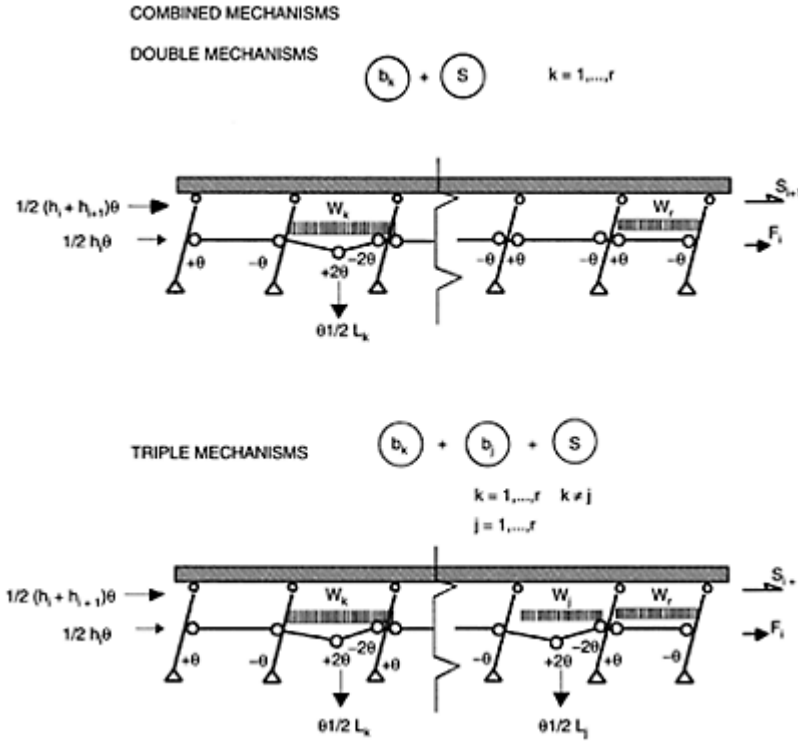 COMBINED MECHANISMS
DOUBLE MECHANISMS
b_k + S k = 1,...,r
S_i+1
1/2 (h_i + h_i+1)θ W_k W_r
1/2 h_iθ F_i
+θ -θ -2θ -θ +θ -θ +θ -θ
+2θ
θ1/2 L_k
TRIPLE MECHANISMS b_k + b_j + S
k = 1,...,r k ≠ j
j = 1,...,r
S_i+
1/2 (h_i + h_i + 1)θ W_k W_j W_r
1/2 h_iθ F_i
+θ -θ +2θ -2θ +θ -θ +2θ -2θ +θ -θ
θ1/2 L_k θ1/2 L_j